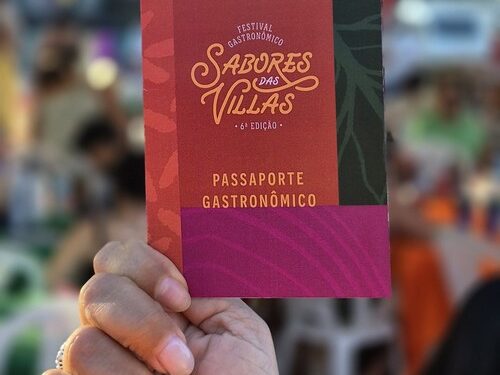 FESTIVAL
GASTRONÔMICO
SABORES
DAS
VILLAS
• 6ª EDIÇÃO •
PASSAPORTE
GASTRONÔMICO